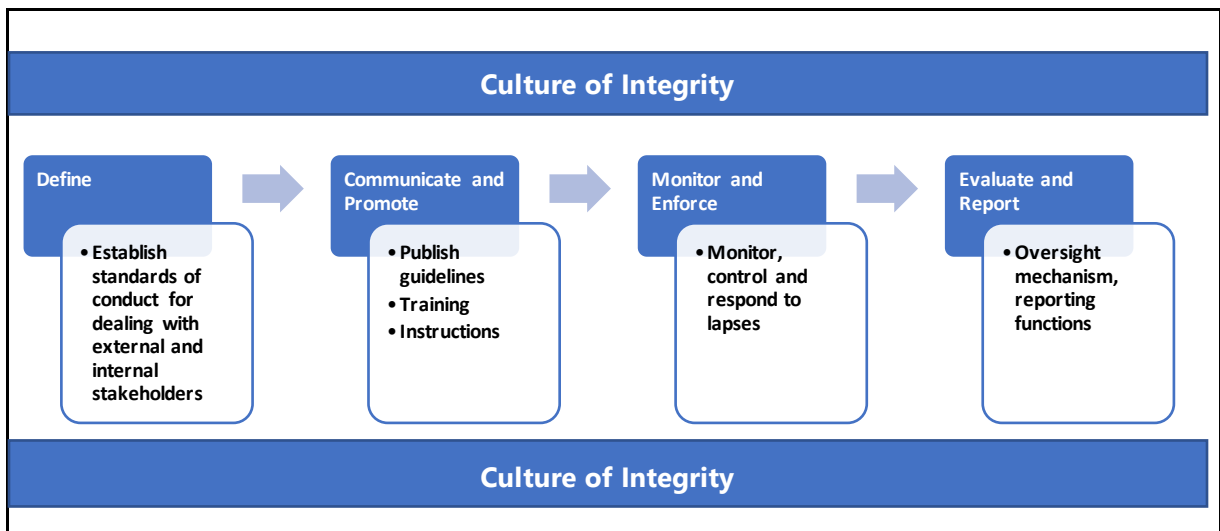 Culture of Integrity
Define
• Establish
standards of
conduct for
dealing with
external and
internal
stakeholders
Communicate and
Promote
• Publish
guidelines
• Training
• Instructions
Monitor and
Enforce
• Monitor,
control and
respond to
lapses
Evaluate and
Report
• Oversight
mechanism,
reporting
functions
Culture of Integrity